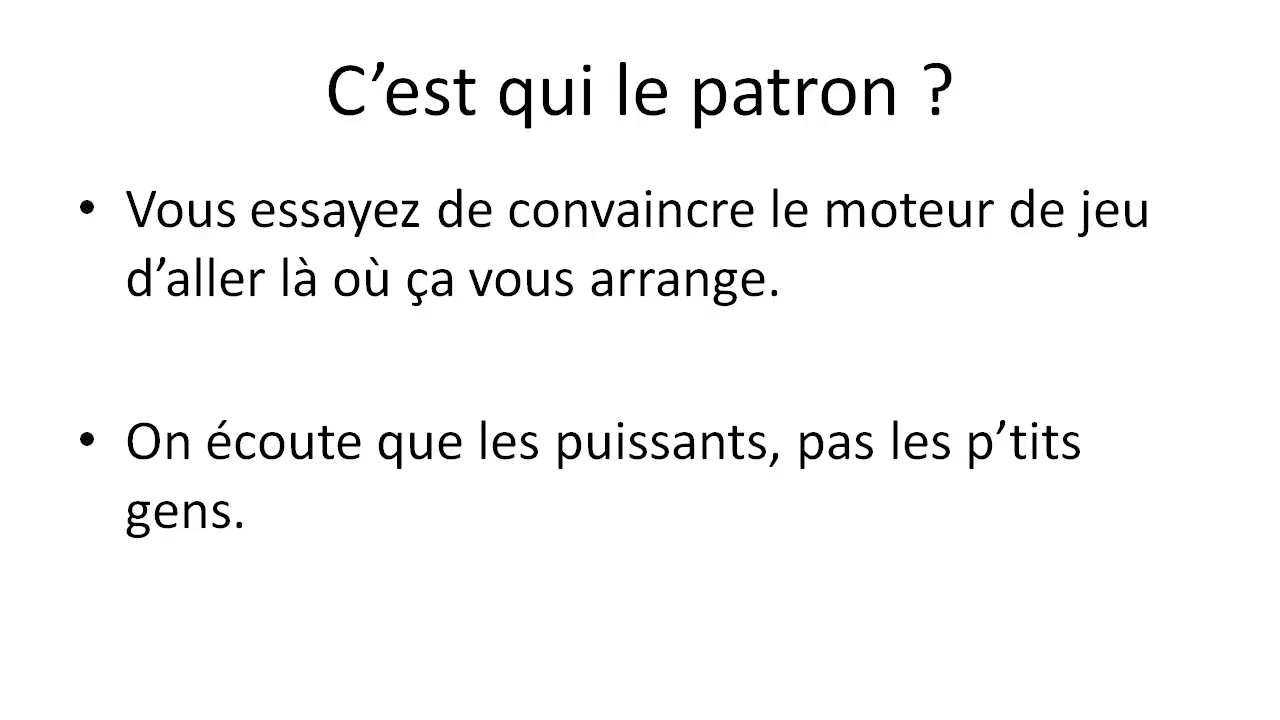 C’est qui le patron ?
• Vous essayez de convaincre le moteur de jeu
d’aller là où ça vous arrange.
• On écoute que les puissants, pas les p’tits
gens.